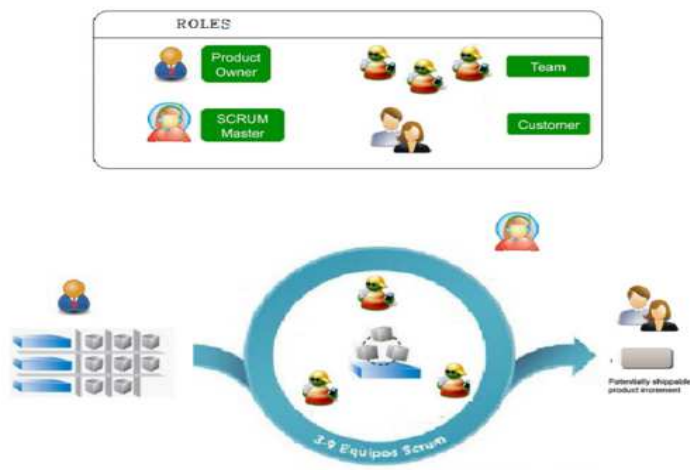 ROLES
Product
Owner
Team
SCRUM
Master
Customer
3-9 Equipos Scrum
Potentially shippable
product increment